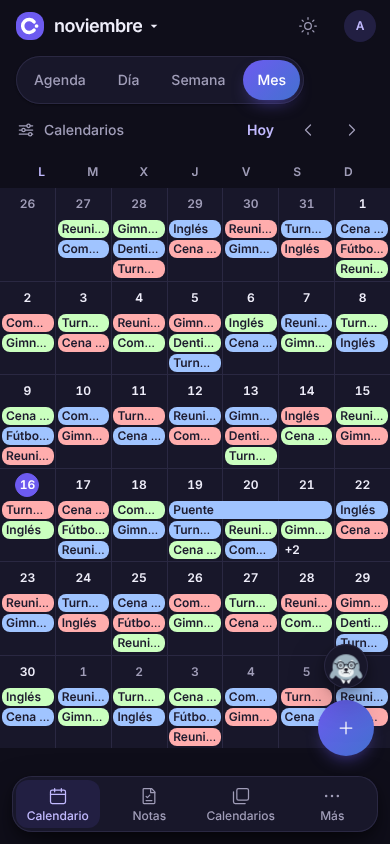 noviembre
A
Agenda Día Semana Mes
Calendarios Hoy
L M X J V S D
26 27 28 29 30 31 1
Reuni... Gimn... Inglés Reuni... Turn... Cena ...
Com... Denti... Cena ... Gimn... Inglés Fútbo...
Turn... Reuni...
2 3 4 5 6 7 8
Com... Turn... Reuni... Gimn... Inglés Reuni... Turn...
Gimn... Cena ... Com... Denti... Cena ... Gimn... Inglés
Turn...
9 10 11 12 13 14 15
Cena ... Com... Turn... Reuni... Gimn... Inglés Reuni...
Fútbo... Gimn... Cena ... Com... Denti... Cena ... Gimn...
Reuni... Turn...
16 17 18 19 20 21 22
Turn... Cena ... Com... Puente Inglés
Inglés Fútbo... Gimn... Turn... Reuni... Gimn... Cena ...
Reuni... Cena ... Com... +2
23 24 25 26 27 28 29
Reuni... Turn... Cena ... Com... Turn... Reuni... Gimn...
Gimn... Inglés Fútbo... Gimn... Cena ... Com... Denti...
Reuni... Turn...
30 1 2 3 4 5
Inglés Reuni... Turn... Cena ... Com... Turn... Reuni...
Cena ... Gimn... Inglés Fútbo... Gimn... Cena
Reuni...
Calendario Notas Calendarios Más